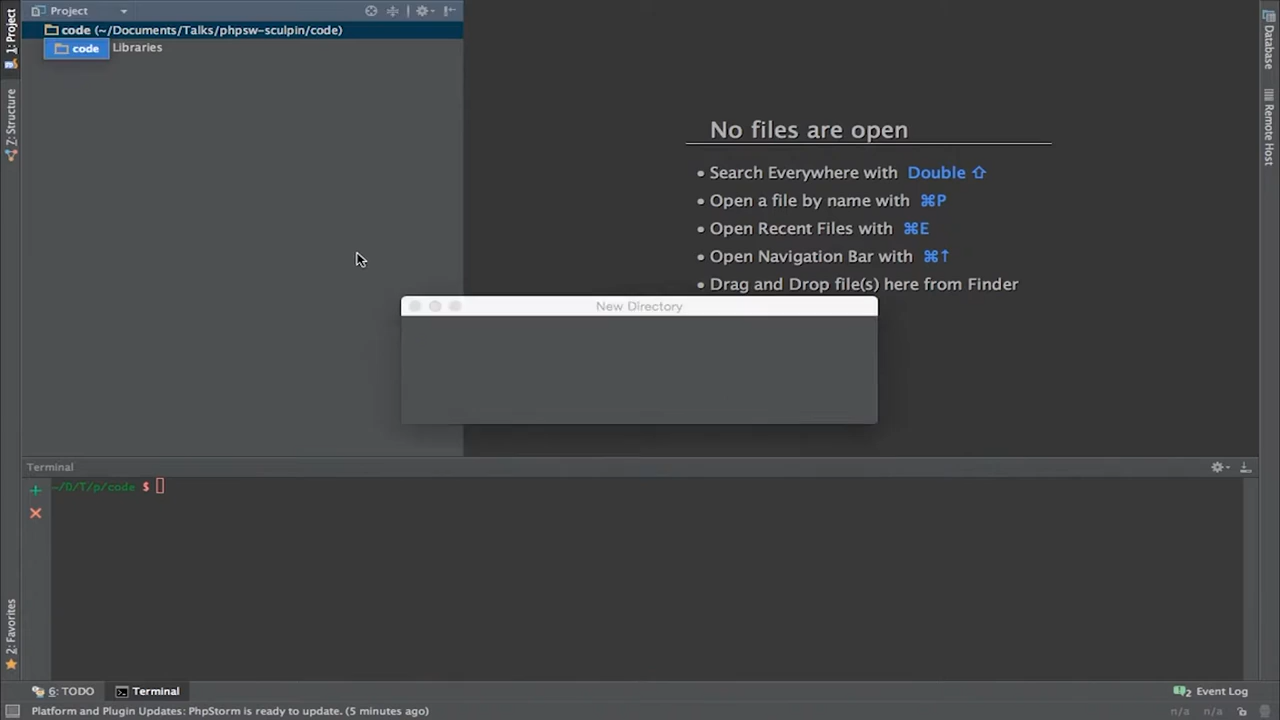 Project
code (~/Documents/Talks/phpsw-sculpin/code)
code Libraries
1: Project
7: Structure
2: Favorites
Database
Remote Host
No files are open
• Search Everywhere with Double ⇧
• Open a file by name with ⌘P
• Open Recent Files with ⌘E
• Open Navigation Bar with ⌘↑
• Drag and Drop file(s) here from Finder
New Directory
Terminal
~/D/T/p/code $
6: TODO
Terminal
2 Event Log
Platform and Plugin Updates: PhpStorm is ready to update. (5 minutes ago)
n/a n/a